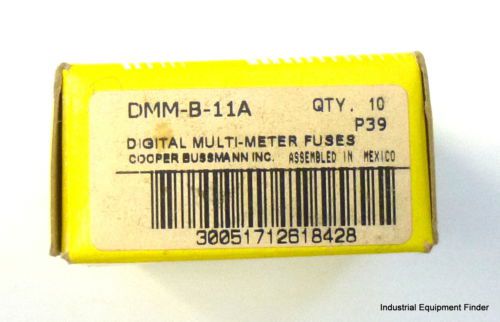 DMM-B-11A QTY. 10
P39
DIGITAL MULTI-METER FUSES
COOPER BUSSMANN INC. ASSEMBLED IN MEXICO
30051712618428
Industrial Equipment Finder